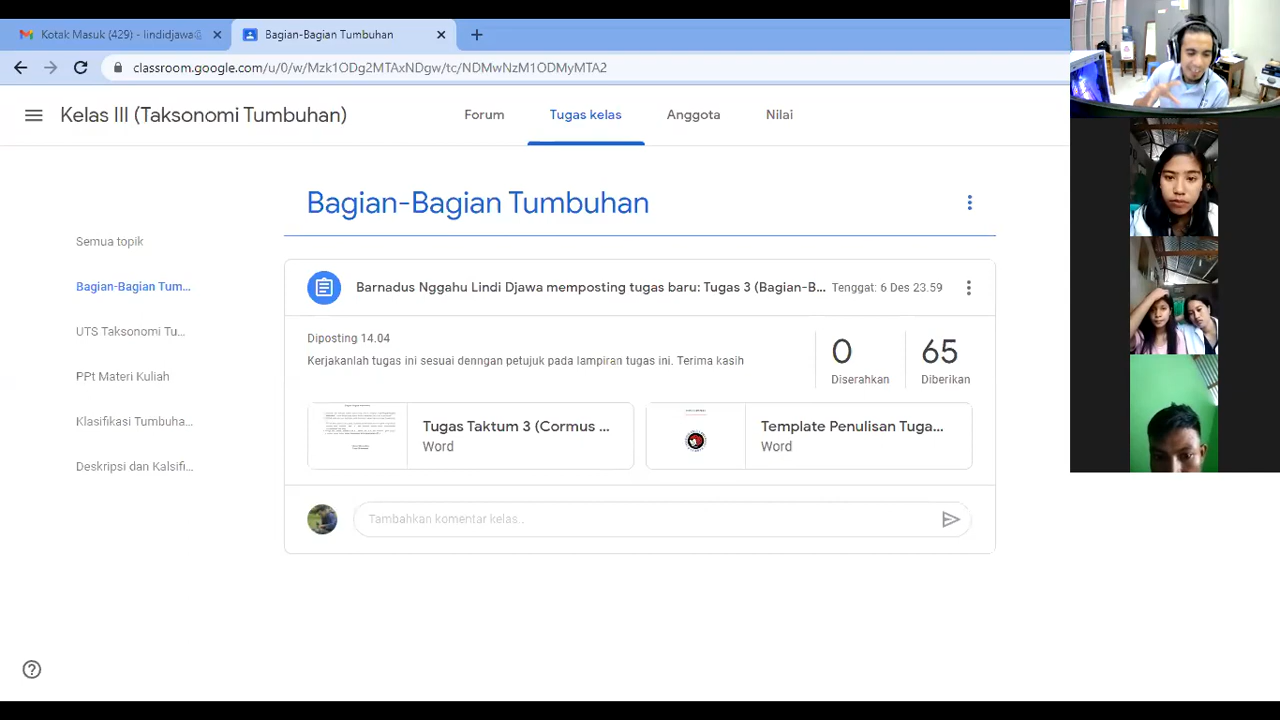 Kotak Masuk (429) - lindidjawa@
Bagian-Bagian Tumbuhan
classroom.google.com/u/0/w/Mzk1ODg2MTAxNDgw/tc/NDMwNzM1ODMyMTA2
Kelas III (Taksonomi Tumbuhan)
Forum
Tugas kelas
Anggota
Nilai
Bagian-Bagian Tumbuhan
Semua topik
Bagian-Bagian Tum...
UTS Taksonomi Tu...
PPt Materi Kuliah
Klasifikasi Tumbuha...
Deskripsi dan Kalsifi...
Barnadus Nggahu Lindi Djawa memposting tugas baru: Tugas 3 (Bagian-B...
Tenggat: 6 Des 23.59
Diposting 14.04
Kerjakanlah tugas ini sesuai denngan petujuk pada lampiran tugas ini. Terima kasih
0
Diserahkan
65
Diberikan
Tugas Taktum 3 (Cormus ...
Word
Template Penulisan Tuga...
Word
Tambahkan komentar kelas..